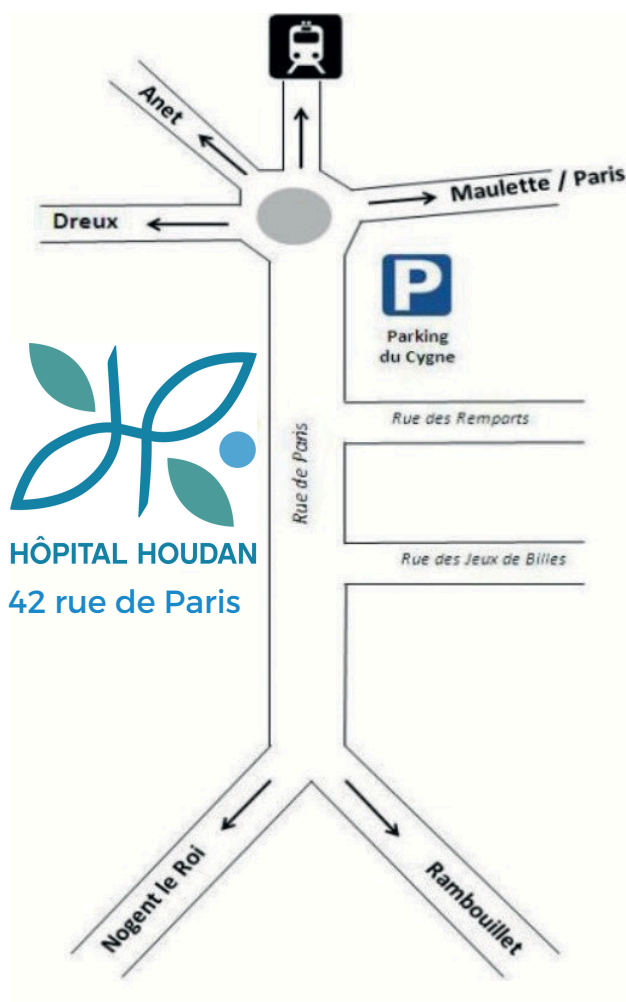 Anet
Maulette / Paris
Dreux
P
Parking
du Cygne
Rue des Remparts
Rue de Paris
HÔPITAL HOUDAN
42 rue de Paris
Rue des Jeux de Billes
Nogent le Roi
Rambouillet